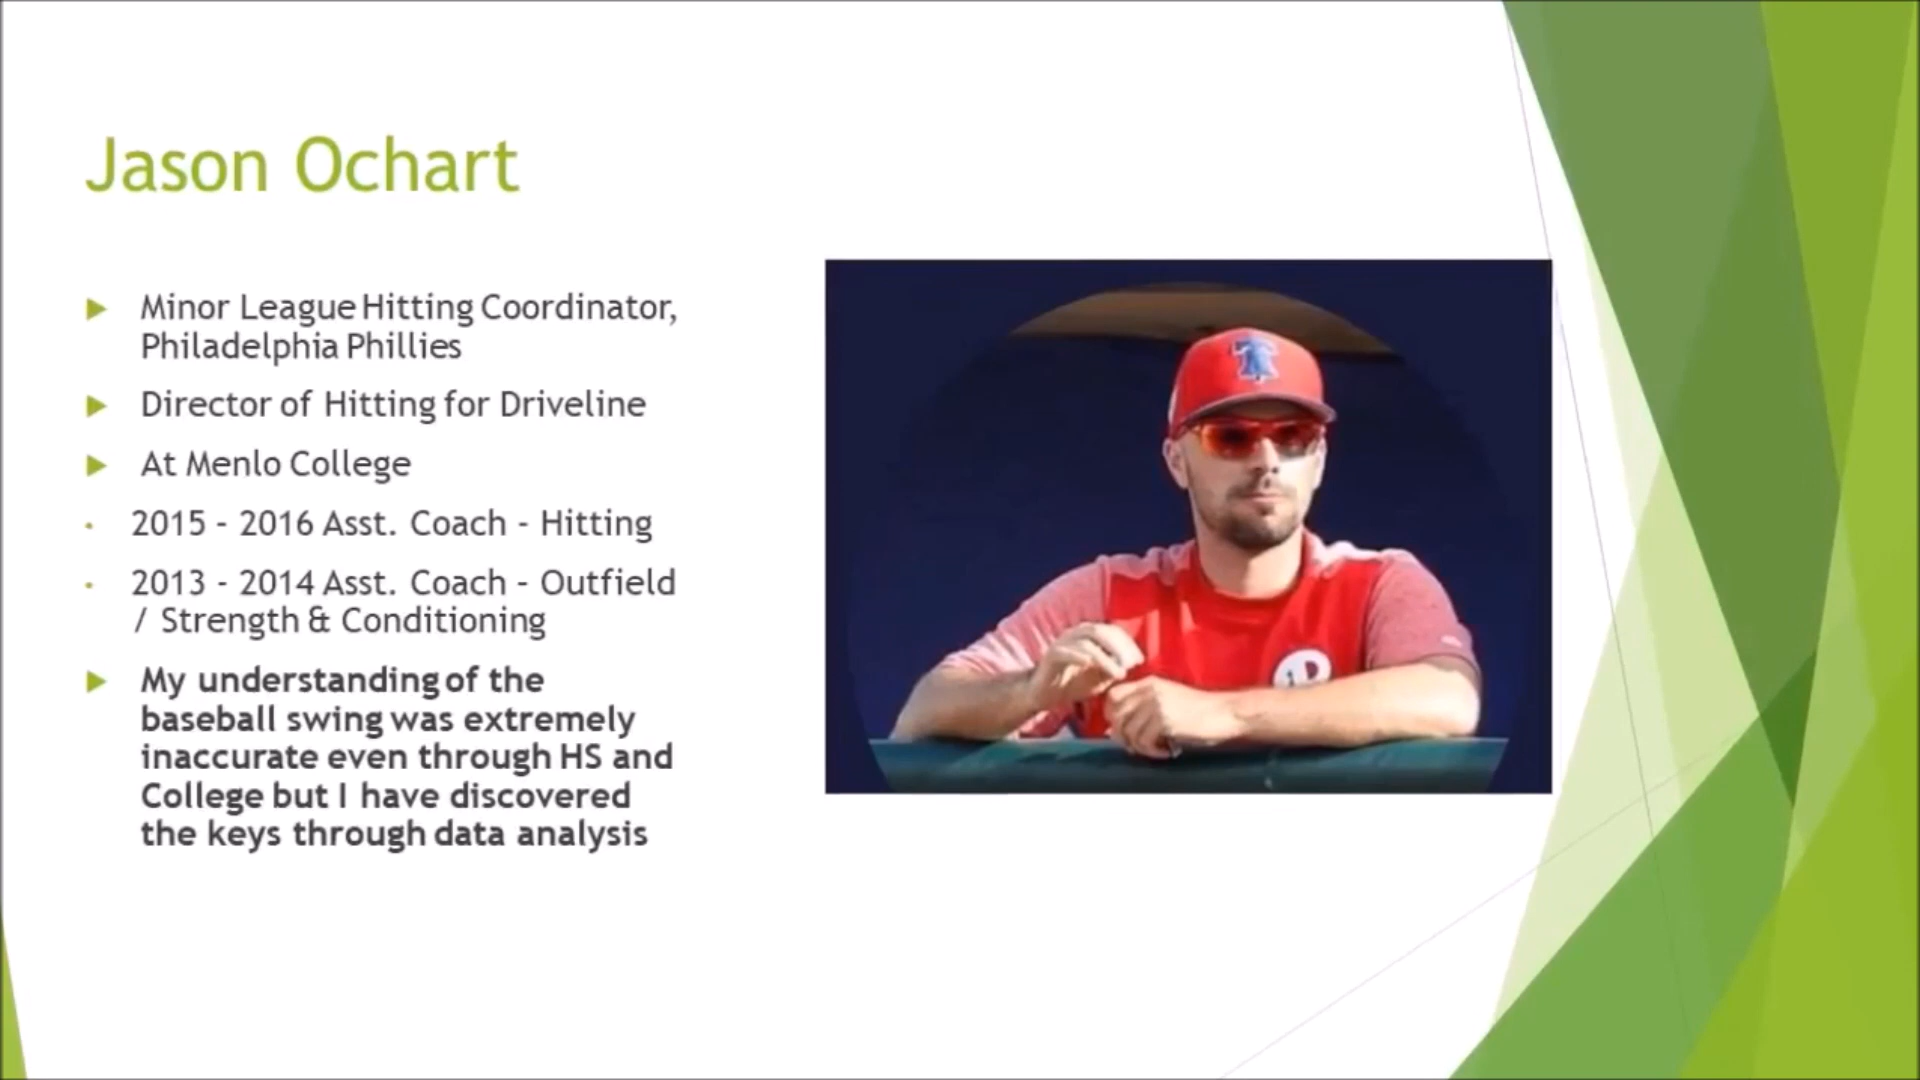 Jason Ochart
Minor League Hitting Coordinator,
Philadelphia Phillies
Director of Hitting for Driveline
At Menlo College
2015 - 2016 Asst. Coach - Hitting
2013 - 2014 Asst. Coach - Outfield
/ Strength & Conditioning
My understanding of the
baseball swing was extremely
inaccurate even through HS and
College but I have discovered
the keys through data analysis